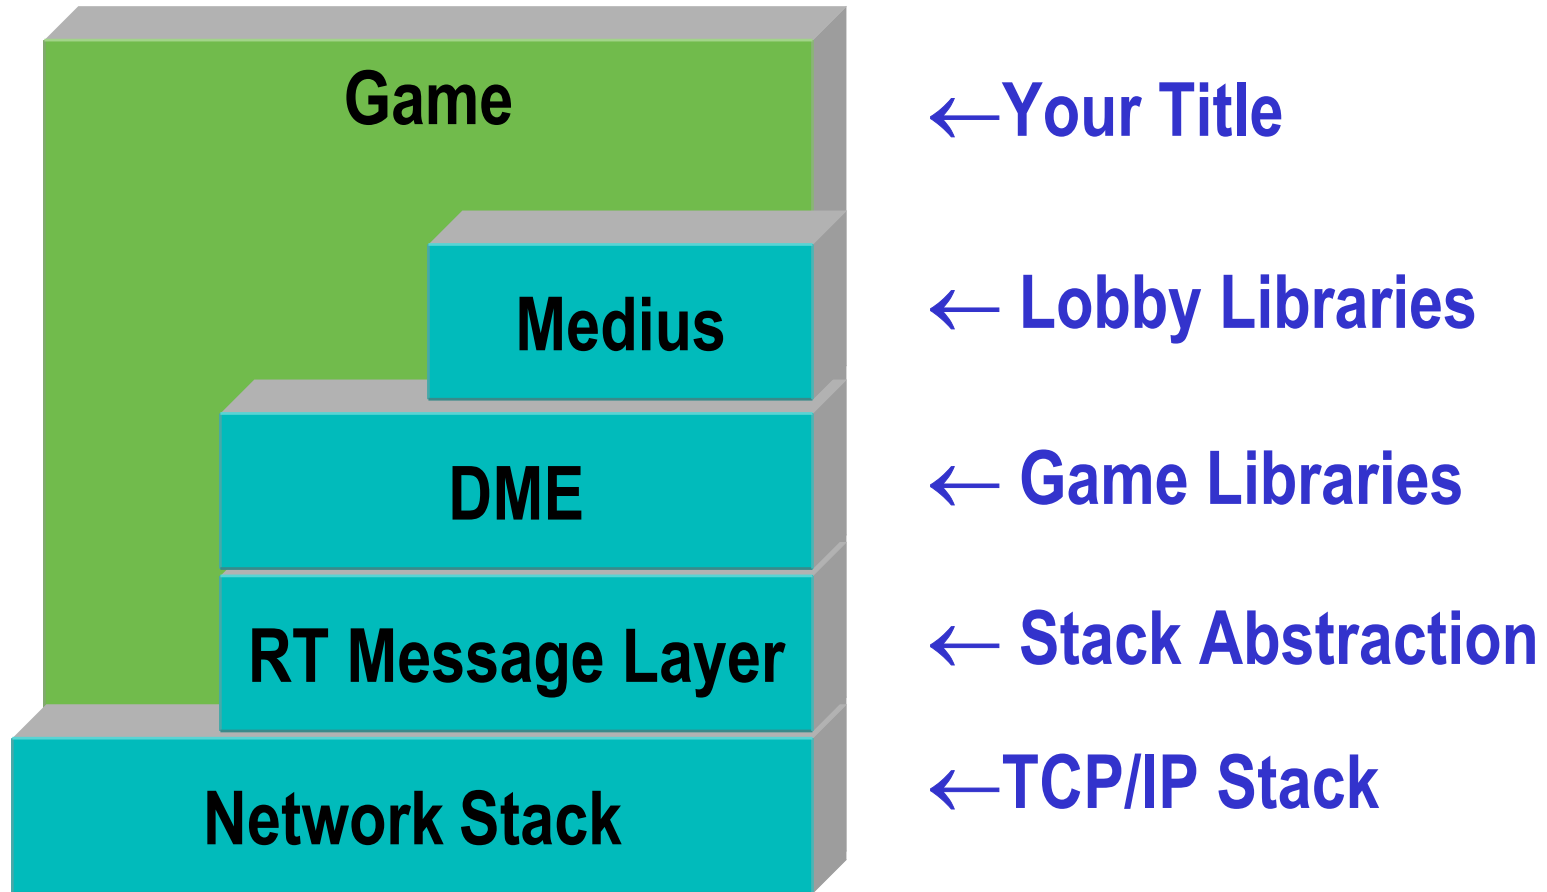 Game ←Your Title
Medius ← Lobby Libraries
DME ← Game Libraries
RT Message Layer ← Stack Abstraction
Network Stack ←TCP/IP Stack